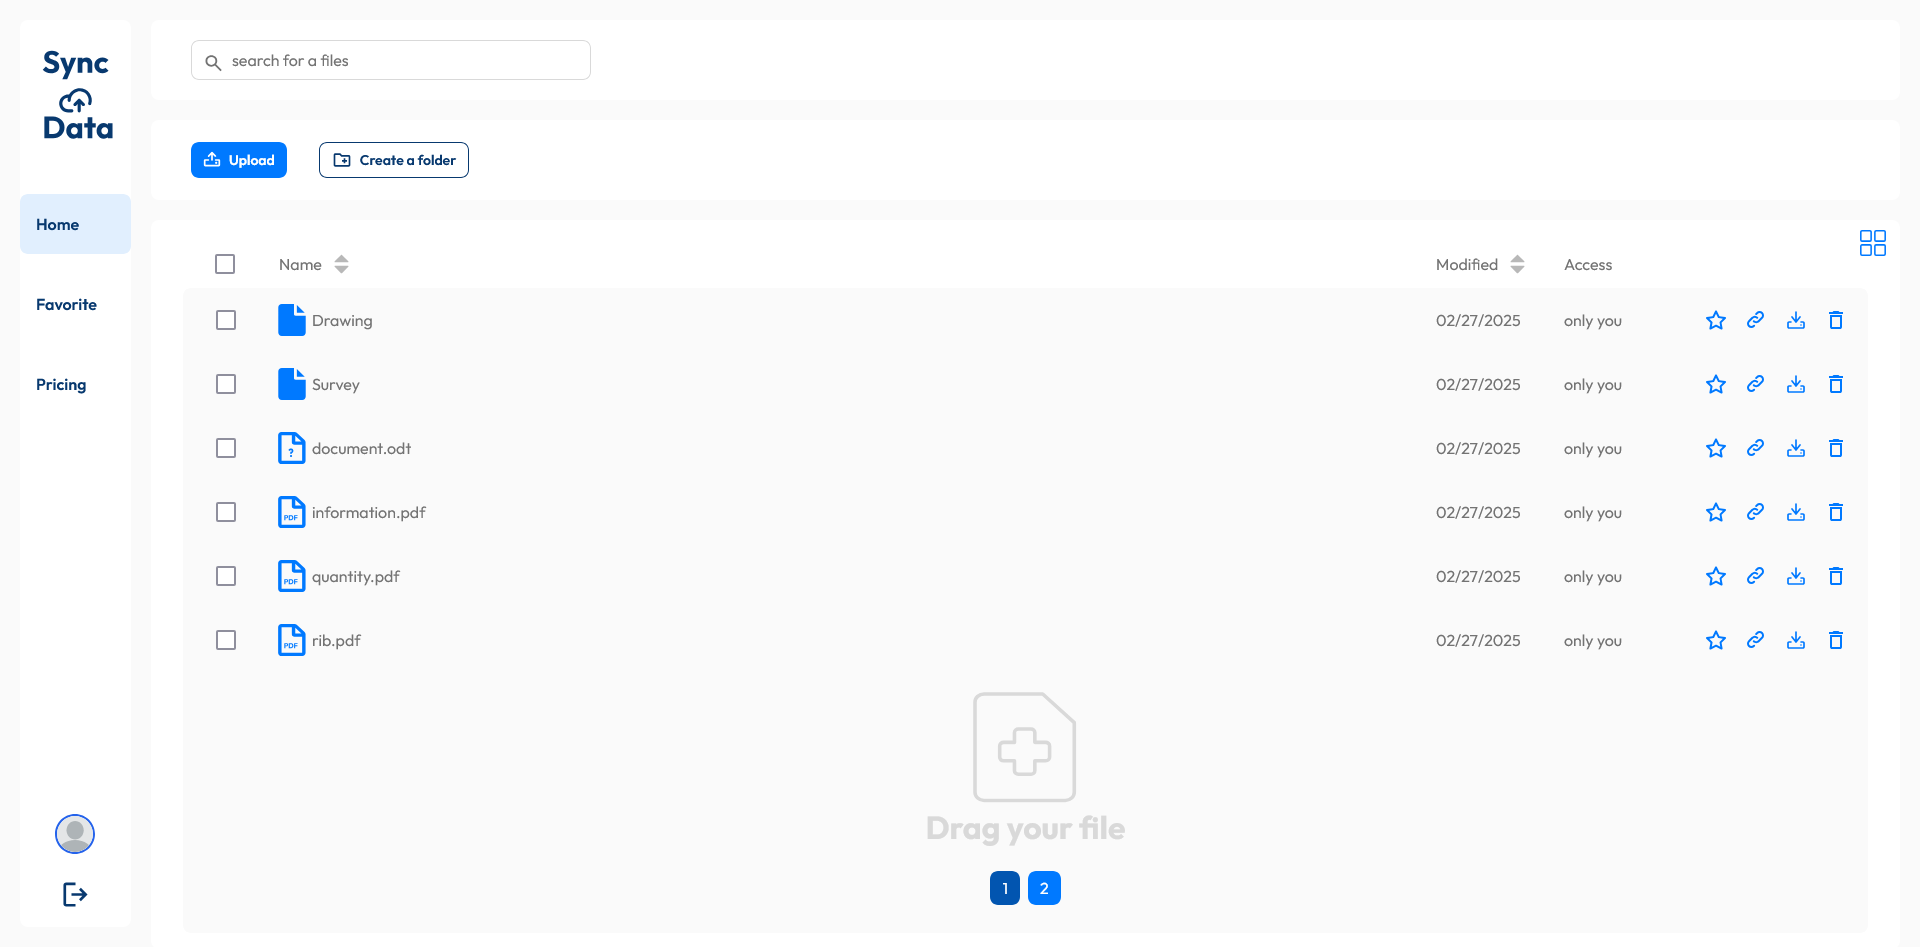 Sync
Data
search for a files
Upload
Create a folder
Home
Favorite
Pricing
Name
Modified
Access
Drawing
02/27/2025
only you
Survey
02/27/2025
only you
?
document.odt
02/27/2025
only you
PDF
information.pdf
02/27/2025
only you
PDF
quantity.pdf
02/27/2025
only you
PDF
rib.pdf
02/27/2025
only you
Drag your file
1
2